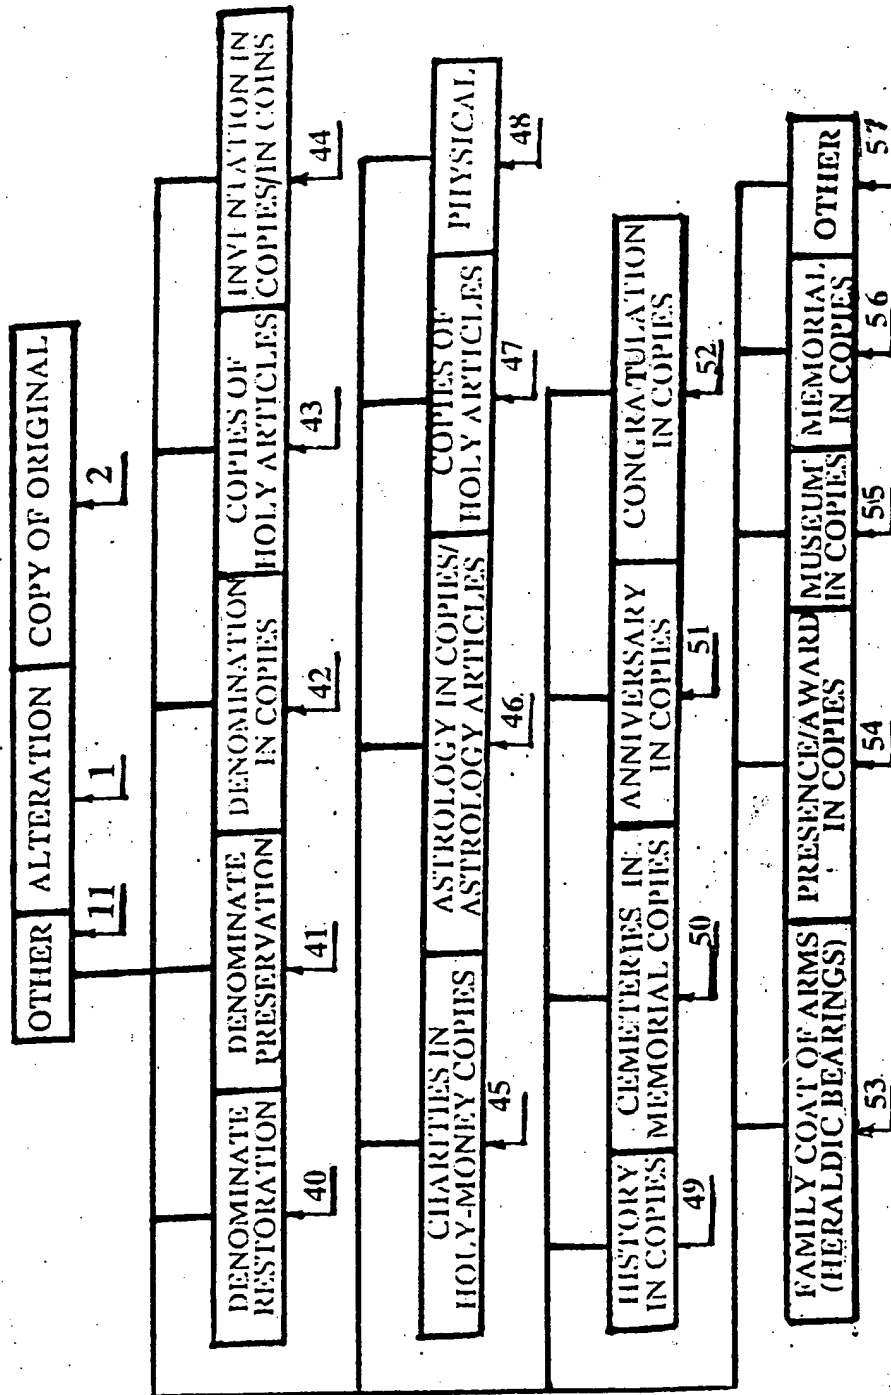 OTHER
ALTERATION
COPY OF ORIGINAL
11
1
2
DENOMINATE
RESTORATION
DENOMINATE
PRESERVATION
DENOMINATION
IN COPIES
COPIES OF
HOLY ARTICLES
INVENTATION IN
COPIES/IN COINS
40
41
42
43
44
CHARITIES IN
HOLY-MONEY COPIES
ASTROLOGY IN COPIES/
ASTROLOGY ARTICLES
COPIES OF
HOLY ARTICLES
PHYSICAL
45
46
47
48
HISTORY
IN COPIES
CEMETERIES IN
MEMORIAL COPIES
ANNIVERSARY
IN COPIES
CONGRATULATION
IN COPIES
49
50
51
52
FAMILY COAT OF ARMS
(HERALDIC BEARINGS)
PRESENCE/AWARD
IN COPIES
MUSEUM
IN COPIES
MEMORIAL
IN COPIES
OTHER
53
54
55
56
57